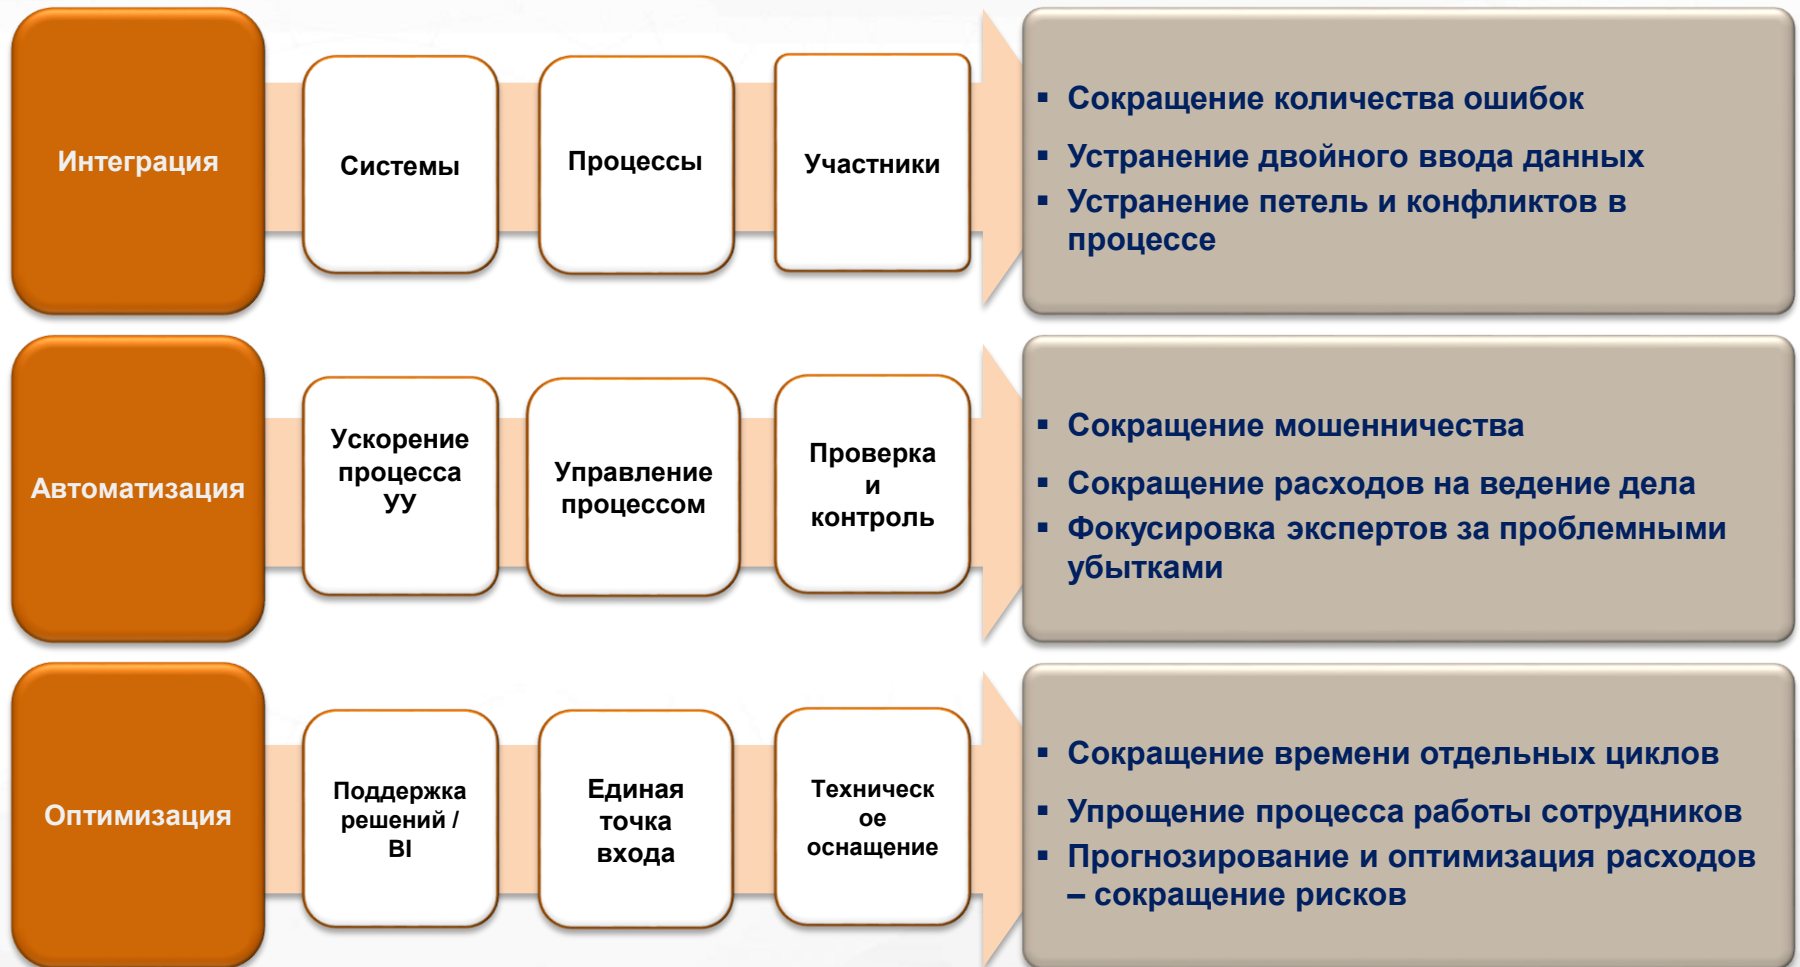 Интеграция
Системы
Процессы
Участники
▪ Сокращение количества ошибок
▪ Устранение двойного ввода данных
▪ Устранение петель и конфликтов в
процессе
Автоматизация
Ускорение
процесса
УУ
Управление
процессом
Проверка
и
контроль
▪ Сокращение мошенничества
▪ Сокращение расходов на ведение дела
▪ Фокусировка экспертов за проблемными
убытками
Оптимизация
Поддержка
решений /
BI
Единая
точка
входа
Техническ
ое
оснащение
▪ Сокращение времени отдельных циклов
▪ Упрощение процесса работы сотрудников
▪ Прогнозирование и оптимизация расходов
– сокращение рисков